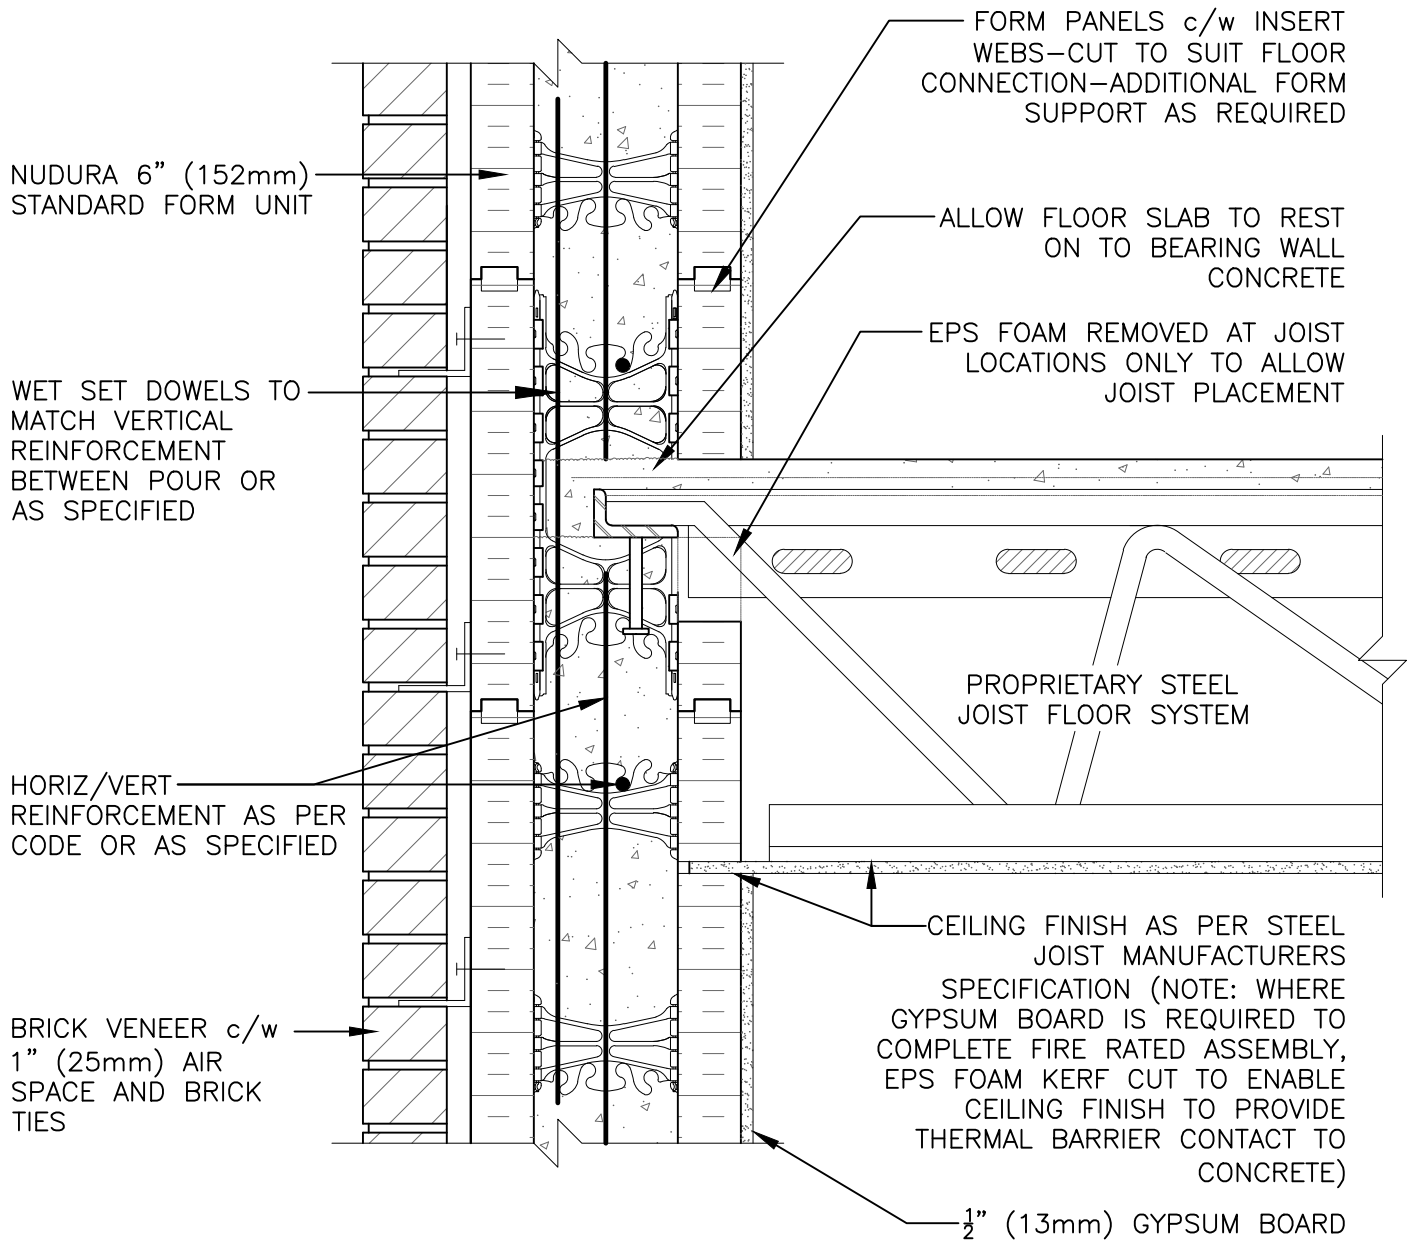 FORM PANELS c/w INSERT
WEBS-CUT TO SUIT FLOOR
CONNECTION-ADDITIONAL FORM
SUPPORT AS REQUIRED
NUDURA 6" (152mm)
STANDARD FORM UNIT
ALLOW FLOOR SLAB TO REST
ON TO BEARING WALL
CONCRETE
EPS FOAM REMOVED AT JOIST
LOCATIONS ONLY TO ALLOW
JOIST PLACEMENT
WET SET DOWELS TO
MATCH VERTICAL
REINFORCEMENT
BETWEEN POUR OR
AS SPECIFIED
PROPRIETARY STEEL
JOIST FLOOR SYSTEM
HORIZ/VERT
REINFORCEMENT AS PER
CODE OR AS SPECIFIED
CEILING FINISH AS PER STEEL
JOIST MANUFACTURERS
SPECIFICATION (NOTE: WHERE
GYPSUM BOARD IS REQUIRED TO
COMPLETE FIRE RATED ASSEMBLY,
EPS FOAM KERF CUT TO ENABLE
CEILING FINISH TO PROVIDE
THERMAL BARRIER CONTACT TO
CONCRETE)
BRICK VENEER c/w
1" (25mm) AIR
SPACE AND BRICK
TIES
1/2" (13mm) GYPSUM BOARD